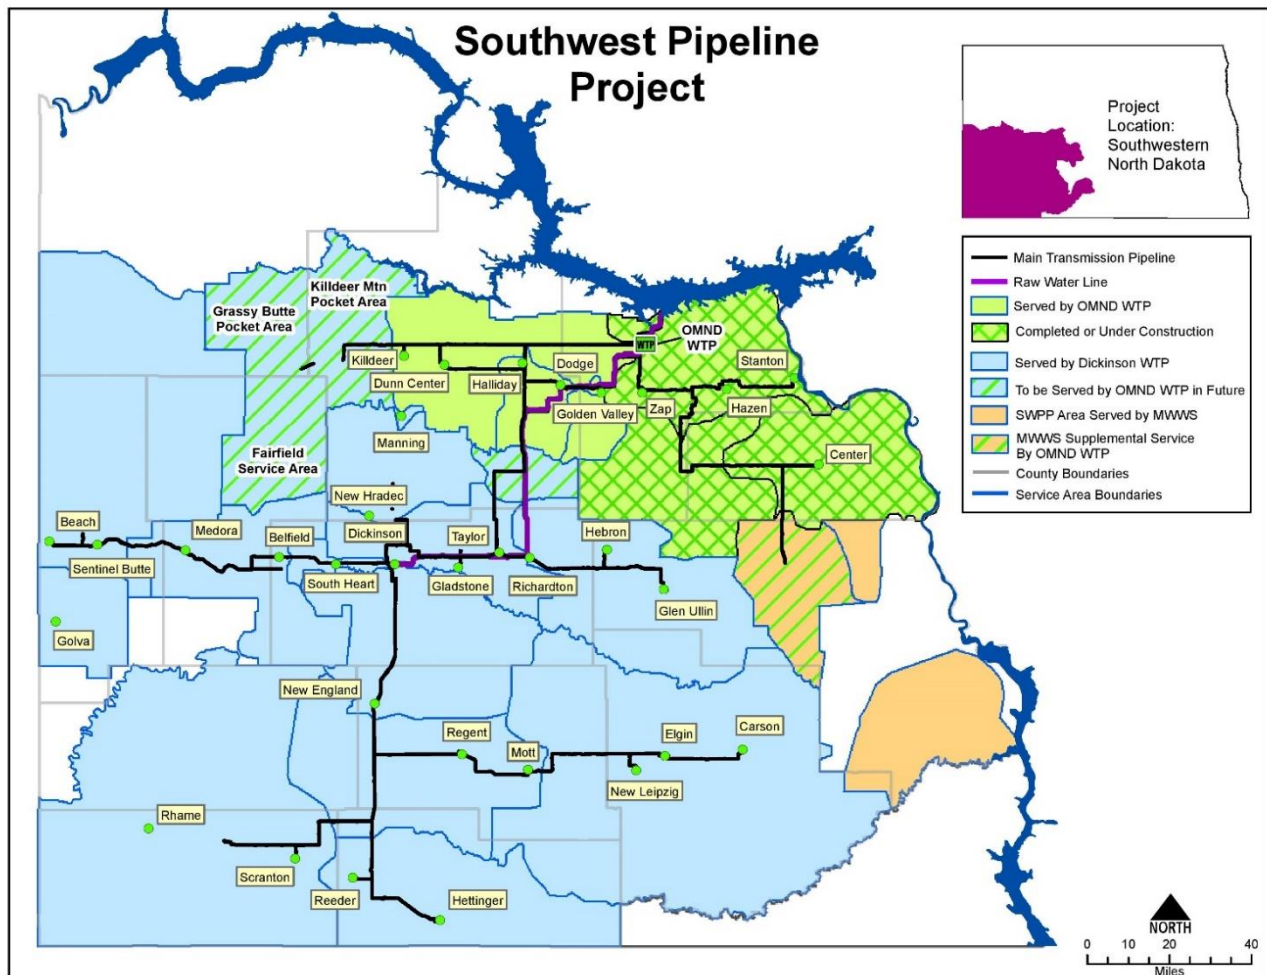 Southwest Pipeline
Project
Project
Location:
Southwestern
North Dakota
Main Transmission Pipeline
Raw Water Line
Served by OMND WTP
Completed or Under Construction
Served by Dickinson WTP
To be Served by OMND WTP in Future
SWPP Area Served by MWWS
MWWS Supplemental Service
By OMND WTP
County Boundaries
Service Area Boundaries
Killdeer Mtn
Pocket Area
Grassy Butte
Pocket Area
OMND
WTP
WTP
Killdeer
Dunn Center
Halliday
Dodge
Stanton
Golden Valley
Zap
Hazen
Manning
Fairfield
Service Area
Center
New Hradec
Beach
Medora
Belfield
Dickinson
Taylor
Hebron
Sentinel Butte
South Heart
Gladstone
Richardton
Glen Ullin
Golva
New England
Regent
Mott
Elgin
Carson
New Leipzig
Rhame
Scranton
Reeder
Hettinger
NORTH
0 10 20 40
Miles